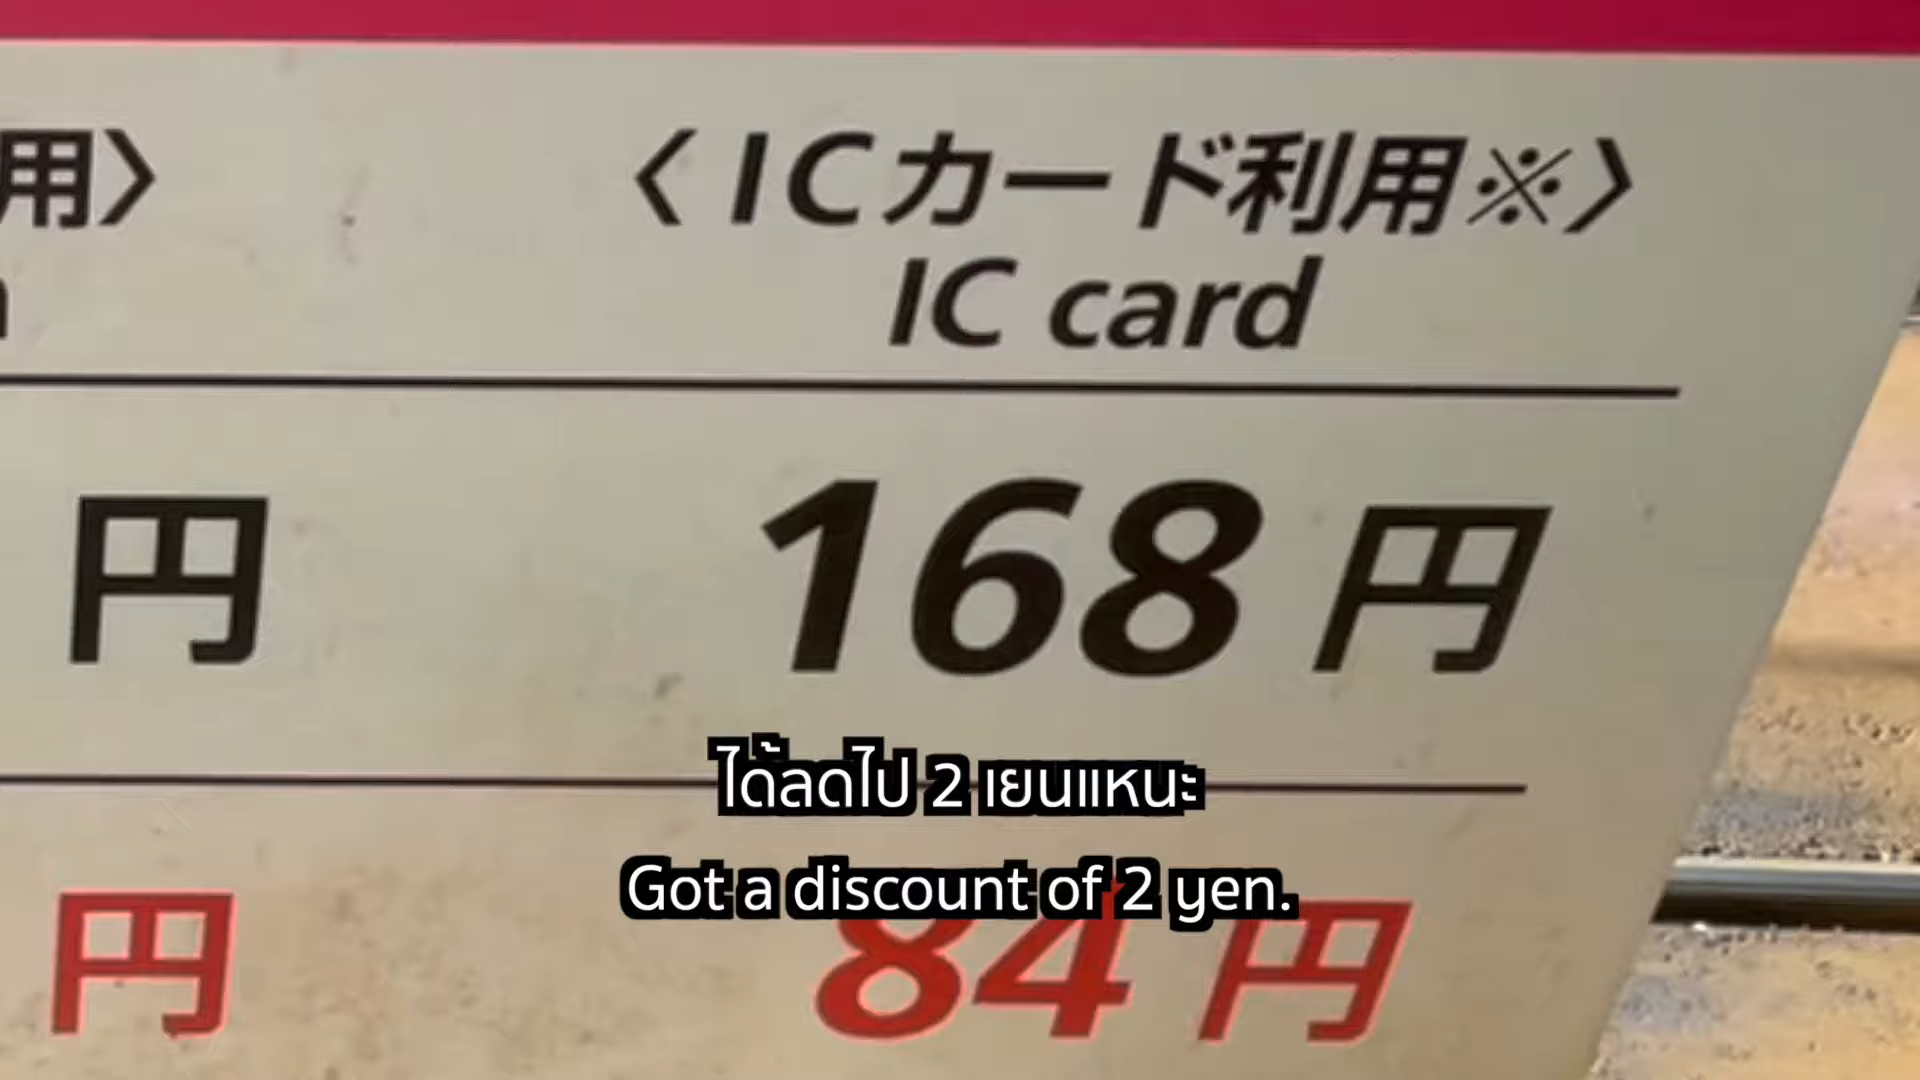 用〉 〈ICカード利用※〉
IC card
円 168円
ได้ลดไป 2 เยนแหนะ
Got a discount of 2 yen.
円 84円